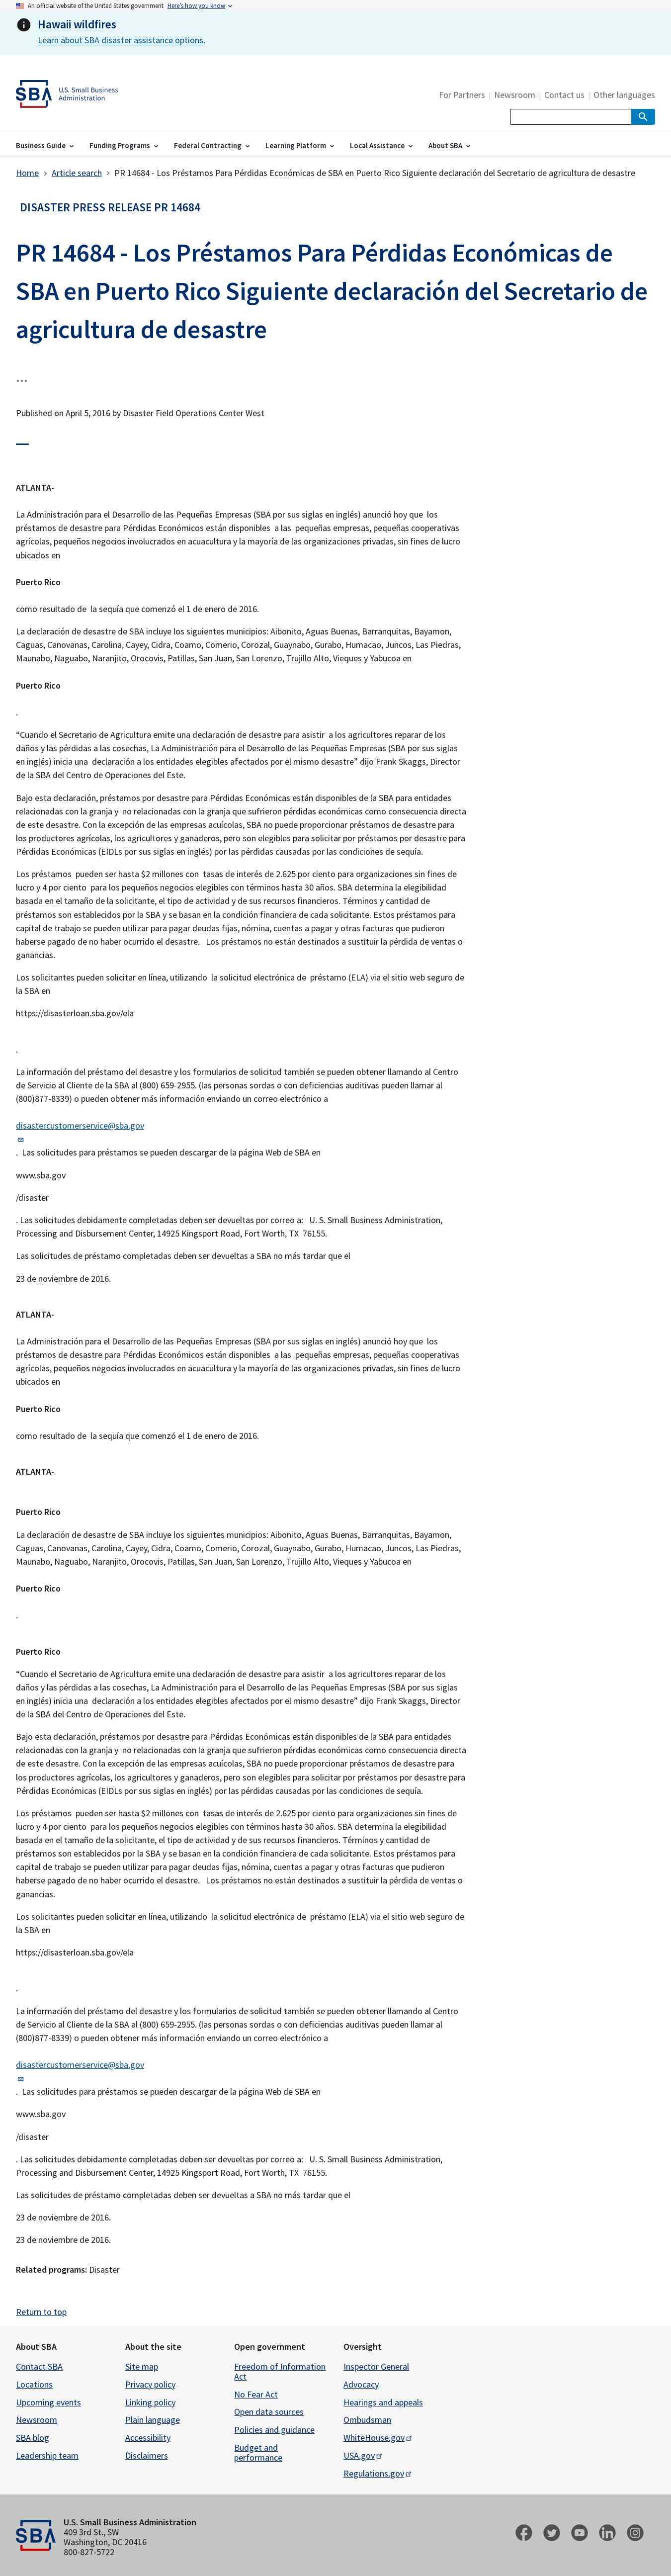 An official website of the United States government Here's how you know
Hawaii wildfires
Learn about SBA disaster assistance options.
SBA U.S. Small Business
Administration
For Partners | Newsroom | Contact us | Other languages
Business Guide Funding Programs Federal Contracting Learning Platform Local Assistance About SBA
Home > Article search > PR 14684 - Los Préstamos Para Pérdidas Económicas de SBA en Puerto Rico Siguiente declaración del Secretario de agricultura de desastre
DISASTER PRESS RELEASE PR 14684
PR 14684 - Los Préstamos Para Pérdidas Económicas de
SBA en Puerto Rico Siguiente declaración del Secretario de
agricultura de desastre
...
Published on April 5, 2016 by Disaster Field Operations Center West
ATLANTA-
La Administración para el Desarrollo de las Pequeñas Empresas (SBA por sus siglas en inglés) anunció hoy que los
préstamos de desastre para Pérdidas Económicos están disponibles a las pequeñas empresas, pequeñas cooperativas
agrícolas, pequeños negocios involucrados en acuacultura y la mayoría de las organizaciones privadas, sin fines de lucro
ubicados en
Puerto Rico
como resultado de la sequía que comenzó el 1 de enero de 2016.
La declaración de desastre de SBA incluye los siguientes municipios: Aibonito, Aguas Buenas, Barranquitas, Bayamon,
Caguas, Canovanas, Carolina, Cayey, Cidra, Coamo, Comerio, Corozal, Guaynabo, Gurabo, Humacao, Juncos, Las Piedras,
Maunabo, Naguabo, Naranjito, Orocovis, Patillas, San Juan, San Lorenzo, Trujillo Alto, Vieques y Yabucoa en
Puerto Rico
.
“Cuando el Secretario de Agricultura emite una declaración de desastre para asistir a los agricultores reparar de los
daños y las pérdidas a las cosechas, La Administración para el Desarrollo de las Pequeñas Empresas (SBA por sus siglas
en inglés) inicia una declaración a los entidades elegibles afectados por el mismo desastre” dijo Frank Skaggs, Director
de la SBA del Centro de Operaciones del Este.
Bajo esta declaración, préstamos por desastre para Pérdidas Económicas están disponibles de la SBA para entidades
relacionadas con la granja y no relacionadas con la granja que sufrieron pérdidas económicas como consecuencia directa
de este desastre. Con la excepción de las empresas acuícolas, SBA no puede proporcionar préstamos de desastre para
los productores agrícolas, los agricultores y ganaderos, pero son elegibles para solicitar por préstamos por desastre para
Pérdidas Económicas (EIDLs por sus siglas en inglés) por las pérdidas causadas por las condiciones de sequía.
Los préstamos pueden ser hasta $2 millones con tasas de interés de 2.625 por ciento para organizaciones sin fines de
lucro y 4 por ciento para los pequeños negocios elegibles con términos hasta 30 años. SBA determina la elegibilidad
basada en el tamaño de la solicitante, el tipo de actividad y de sus recursos financieros. Términos y cantidad de
préstamos son establecidos por la SBA y se basan en la condición financiera de cada solicitante. Estos préstamos para
capital de trabajo se pueden utilizar para pagar deudas fijas, nómina, cuentas a pagar y otras facturas que pudieron
haberse pagado de no haber ocurrido el desastre. Los préstamos no están destinados a sustituir la pérdida de ventas o
ganancias.
Los solicitantes pueden solicitar en línea, utilizando la solicitud electrónica de préstamo (ELA) via el sitio web seguro de
la SBA en
https://disasterloan.sba.gov/ela
.
La información del préstamo del desastre y los formularios de solicitud también se pueden obtener llamando al Centro
de Servicio al Cliente de la SBA al (800) 659-2955. (las personas sordas o con deficiencias auditivas pueden llamar al
(800)877-8339) o pueden obtener más información enviando un correo electrónico a
disastercustomerservice@sba.gov
. Las solicitudes para préstamos se pueden descargar de la página Web de SBA en
www.sba.gov
/disaster
. Las solicitudes debidamente completadas deben ser devueltas por correo a: U. S. Small Business Administration,
Processing and Disbursement Center, 14925 Kingsport Road, Fort Worth, TX 76155.
Las solicitudes de préstamo completadas deben ser devueltas a SBA no más tardar que el
23 de noviembre de 2016.
ATLANTA-
La Administración para el Desarrollo de las Pequeñas Empresas (SBA por sus siglas en inglés) anunció hoy que los
préstamos de desastre para Pérdidas Económicos están disponibles a las pequeñas empresas, pequeñas cooperativas
agrícolas, pequeños negocios involucrados en acuacultura y la mayoría de las organizaciones privadas, sin fines de lucro
ubicados en
Puerto Rico
como resultado de la sequía que comenzó el 1 de enero de 2016.
ATLANTA-
Puerto Rico
La declaración de desastre de SBA incluye los siguientes municipios: Aibonito, Aguas Buenas, Barranquitas, Bayamon,
Caguas, Canovanas, Carolina, Cayey, Cidra, Coamo, Comerio, Corozal, Guaynabo, Gurabo, Humacao, Juncos, Las Piedras,
Maunabo, Naguabo, Naranjito, Orocovis, Patillas, San Juan, San Lorenzo, Trujillo Alto, Vieques y Yabucoa en
Puerto Rico
.
Puerto Rico
“Cuando el Secretario de Agricultura emite una declaración de desastre para asistir a los agricultores reparar de los
daños y las pérdidas a las cosechas, La Administración para el Desarrollo de las Pequeñas Empresas (SBA por sus siglas
en inglés) inicia una declaración a los entidades elegibles afectados por el mismo desastre” dijo Frank Skaggs, Director
de la SBA del Centro de Operaciones del Este.
Bajo esta declaración, préstamos por desastre para Pérdidas Económicas están disponibles de la SBA para entidades
relacionadas con la granja y no relacionadas con la granja que sufrieron pérdidas económicas como consecuencia directa
de este desastre. Con la excepción de las empresas acuícolas, SBA no puede proporcionar préstamos de desastre para
los productores agrícolas, los agricultores y ganaderos, pero son elegibles para solicitar por préstamos por desastre para
Pérdidas Económicas (EIDLs por sus siglas en inglés) por las pérdidas causadas por las condiciones de sequía.
Los préstamos pueden ser hasta $2 millones con tasas de interés de 2.625 por ciento para organizaciones sin fines de
lucro y 4 por ciento para los pequeños negocios elegibles con términos hasta 30 años. SBA determina la elegibilidad
basada en el tamaño de la solicitante, el tipo de actividad y de sus recursos financieros. Términos y cantidad de
préstamos son establecidos por la SBA y se basan en la condición financiera de cada solicitante. Estos préstamos para
capital de trabajo se pueden utilizar para pagar deudas fijas, nómina, cuentas a pagar y otras facturas que pudieron
haberse pagado de no haber ocurrido el desastre. Los préstamos no están destinados a sustituir la pérdida de ventas o
ganancias.
Los solicitantes pueden solicitar en línea, utilizando la solicitud electrónica de préstamo (ELA) via el sitio web seguro de
la SBA en
https://disasterloan.sba.gov/ela
.
La información del préstamo del desastre y los formularios de solicitud también se pueden obtener llamando al Centro
de Servicio al Cliente de la SBA al (800) 659-2955. (las personas sordas o con deficiencias auditivas pueden llamar al
(800)877-8339) o pueden obtener más información enviando un correo electrónico a
disastercustomerservice@sba.gov
. Las solicitudes para préstamos se pueden descargar de la página Web de SBA en
www.sba.gov
/disaster
. Las solicitudes debidamente completadas deben ser devueltas por correo a: U. S. Small Business Administration,
Processing and Disbursement Center, 14925 Kingsport Road, Fort Worth, TX 76155.
Las solicitudes de préstamo completadas deben ser devueltas a SBA no más tardar que el
23 de noviembre de 2016.
23 de noviembre de 2016.
Related programs: Disaster
Return to top
About SBA
Contact SBA
Locations
Upcoming events
Newsroom
SBA blog
Leadership team
About the site
Site map
Privacy policy
Linking policy
Plain language
Accessibility
Disclaimers
Open government
Freedom of Information
Act
No Fear Act
Open data sources
Policies and guidance
Budget and
performance
Oversight
Inspector General
Advocacy
Hearings and appeals
Ombudsman
WhiteHouse.gov
USA.gov
Regulations.gov
SBA
U.S. Small Business Administration
409 3rd St., SW
Washington, DC 20416
800-827-5722